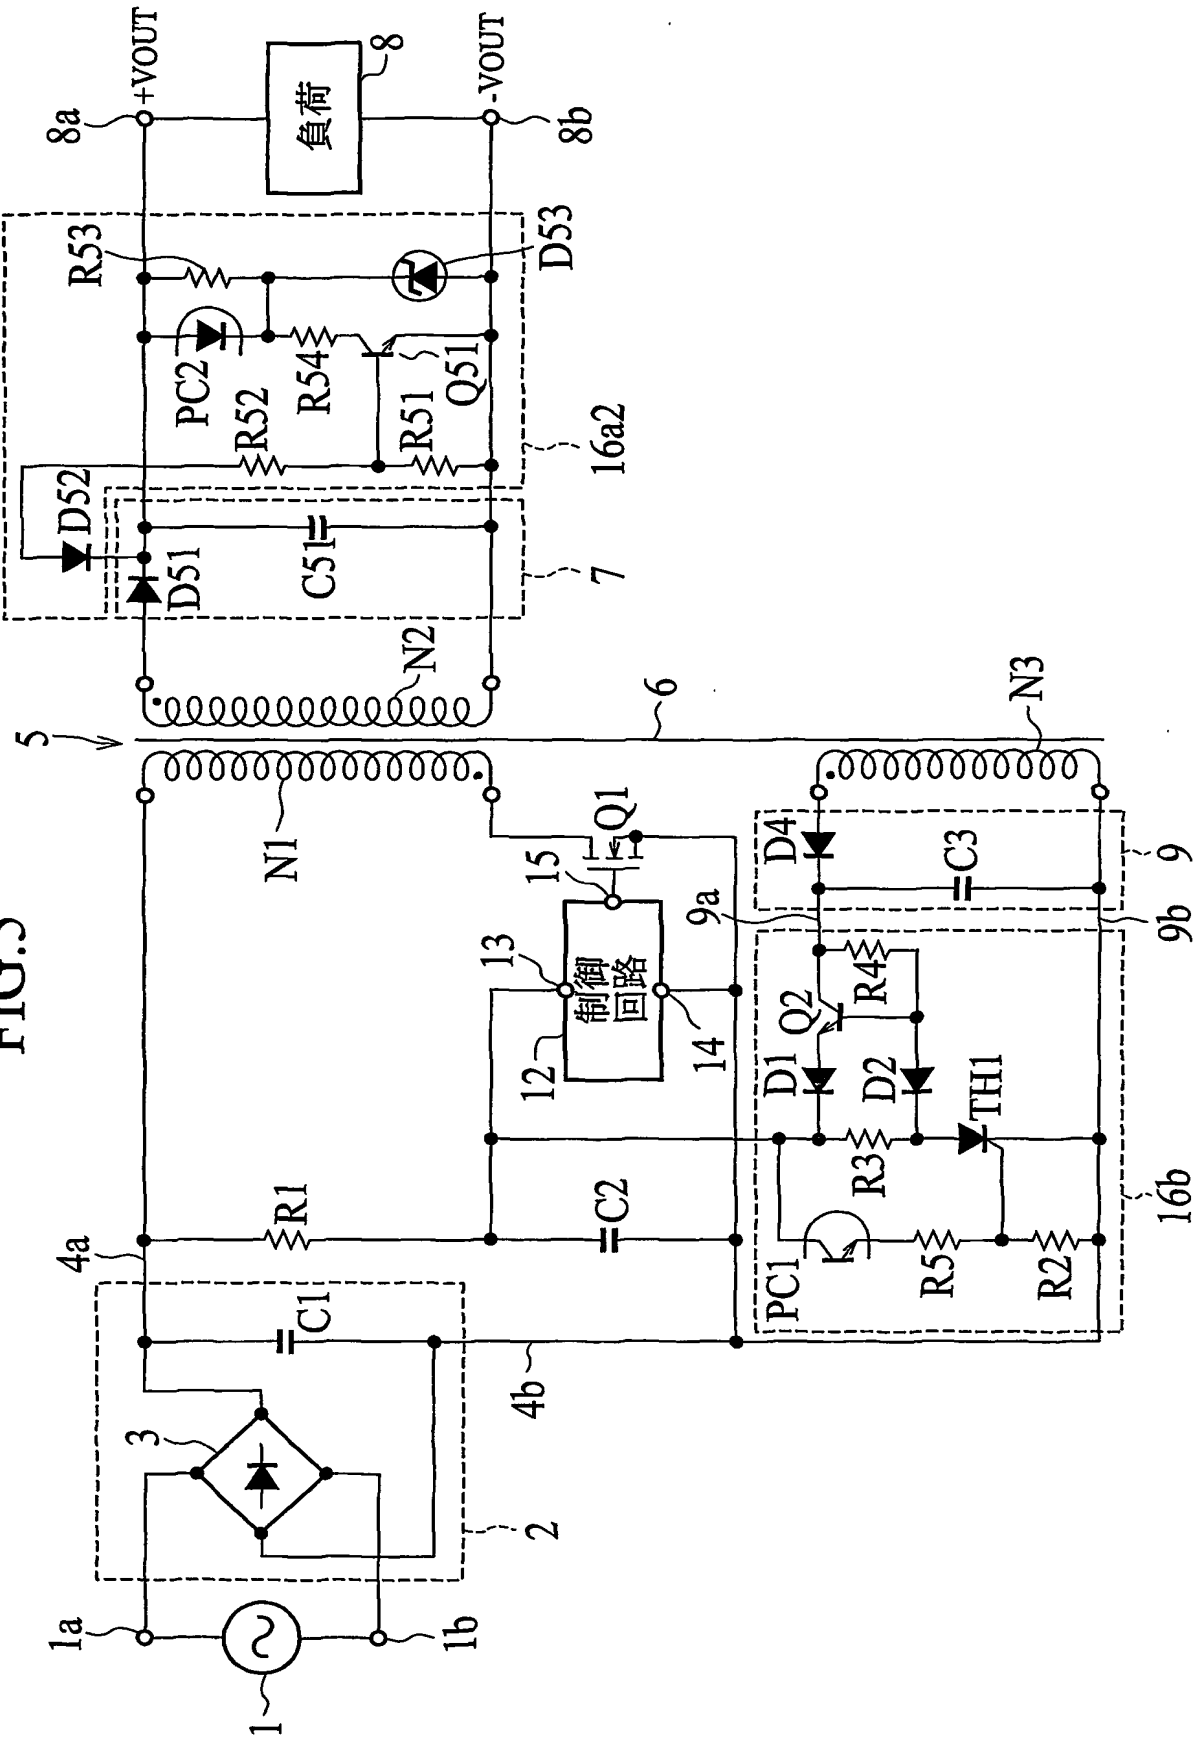 FIG.5
5
8a
+VOUT
D52
R53
PC2
R52
R54
D51
C51
R51
Q51
負荷
8
-VOUT
8b
D53
16a2
7
4a
3
C1
R1
N1
N2
1a
1
1b
2
4b
C2
12
13
制御
回路
14
15
Q1
6
9a
PC1
D1
Q2
D4
R3
D2
R4
R5
TH1
C3
R2
N3
16b
9b
9